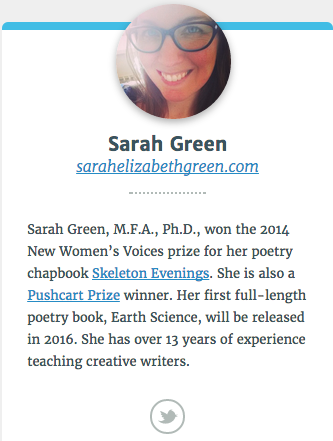 Sarah Green
sarahelizabethgreen.com
Sarah Green, M.F.A., Ph.D., won the 2014
New Women’s Voices prize for her poetry
chapbook Skeleton Evenings. She is also a
Pushcart Prize winner. Her first full-length
poetry book, Earth Science, will be released
in 2016. She has over 13 years of experience
teaching creative writers.